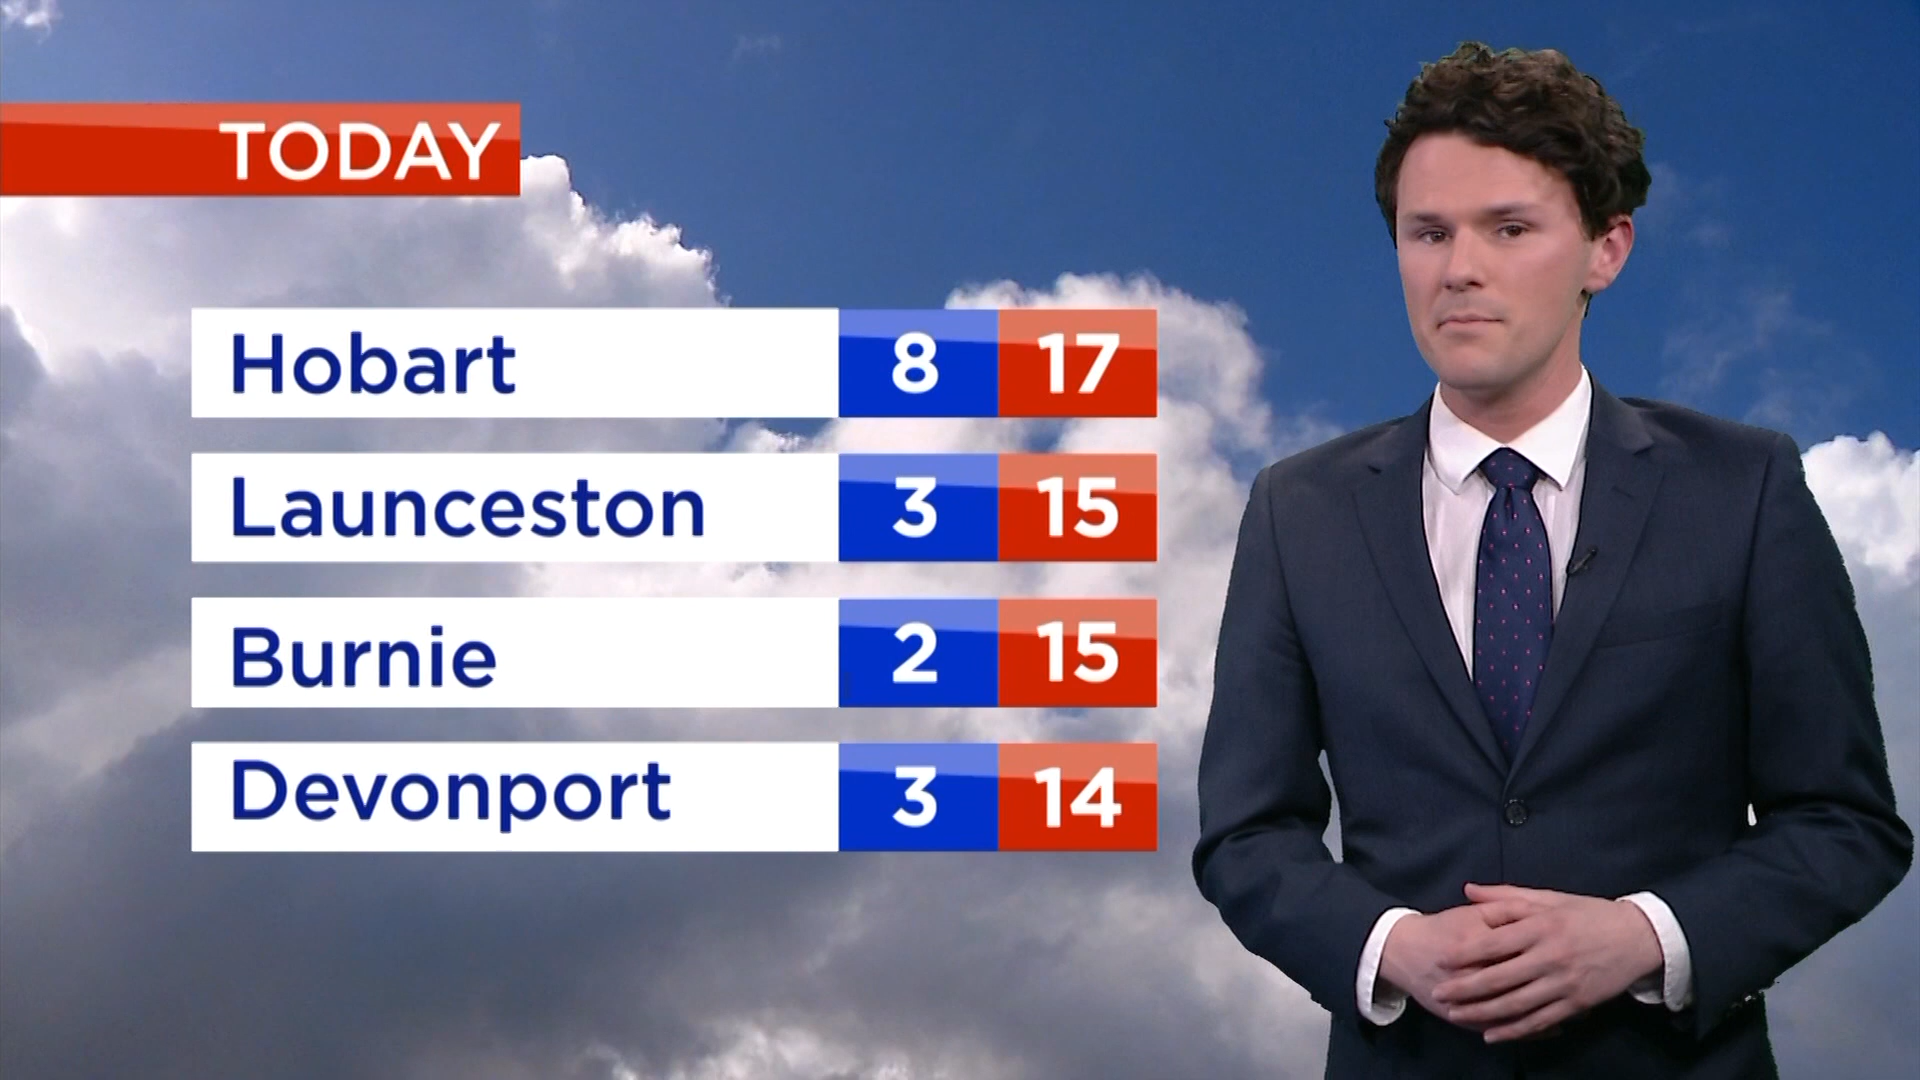 TODAY
Hobart 8 17
Launceston 3 15
Burnie 2 15
Devonport 3 14